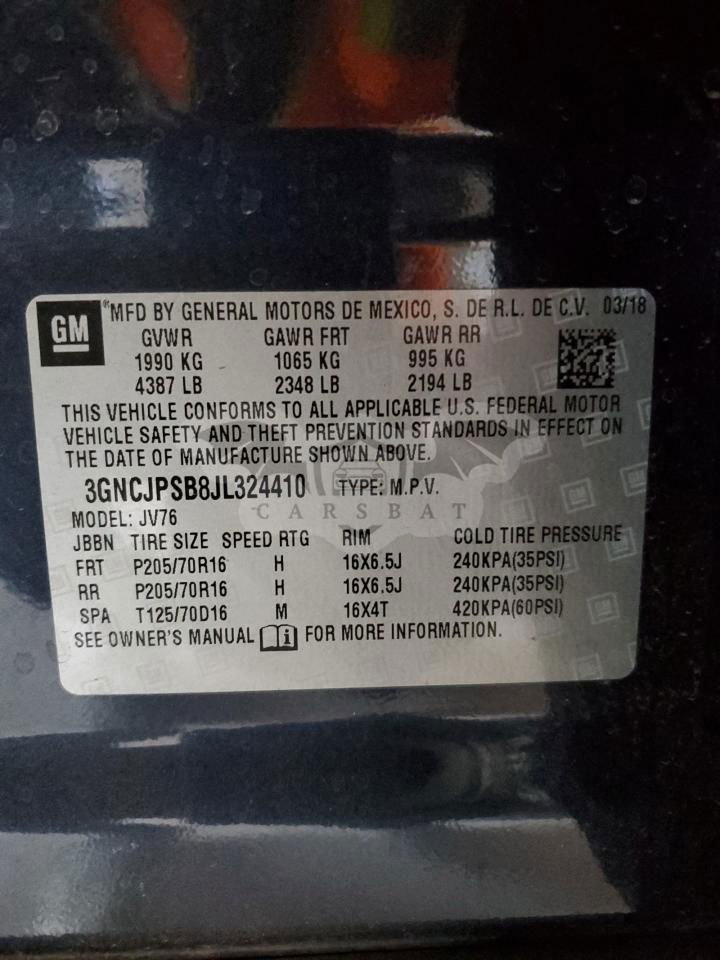 GM
®MFD BY GENERAL MOTORS DE MEXICO, S. DE R.L. DE C.V. 03/18
GVWR GAWR FRT GAWR RR
1990 KG 1065 KG 995 KG
4387 LB 2348 LB 2194 LB
THIS VEHICLE CONFORMS TO ALL APPLICABLE U.S. FEDERAL MOTOR
VEHICLE SAFETY AND THEFT PREVENTION STANDARDS IN EFFECT ON
THE DATE OF MANUFACTURE SHOWN ABOVE.
3GNCJPSB8JL324410 TYPE: M.P.V.
CARSBAT
MODEL: JV76
JBBN TIRE SIZE SPEED RTG RIM COLD TIRE PRESSURE
FRT P205/70R16 H 16X6.5J 240KPA(35PSI)
RR P205/70R16 H 16X6.5J 240KPA(35PSI)
SPA T125/70D16 M 16X4T 420KPA(60PSI)
SEE OWNER'S MANUAL i FOR MORE INFORMATION.